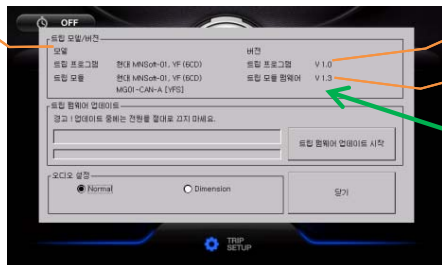 OFF
트립 모델/버전
모델 버전
트립 프로그램 현대 MNSoft-01, YF (6CD) 트립 프로그램 V 1.0
트립 모듈 현대 MNSoft-01, YF (6CD) 트립 모듈 펌웨어 V 1.3
MG01-CAN-A [YFS]
트립 펌웨어 업데이트
경고 ! 업데이트 중에는 전원을 절대로 끄지 마세요.
트립 펌웨어 업데이트 시작
오디오 설정
Normal Dimension
닫기
TRIP
SETUP